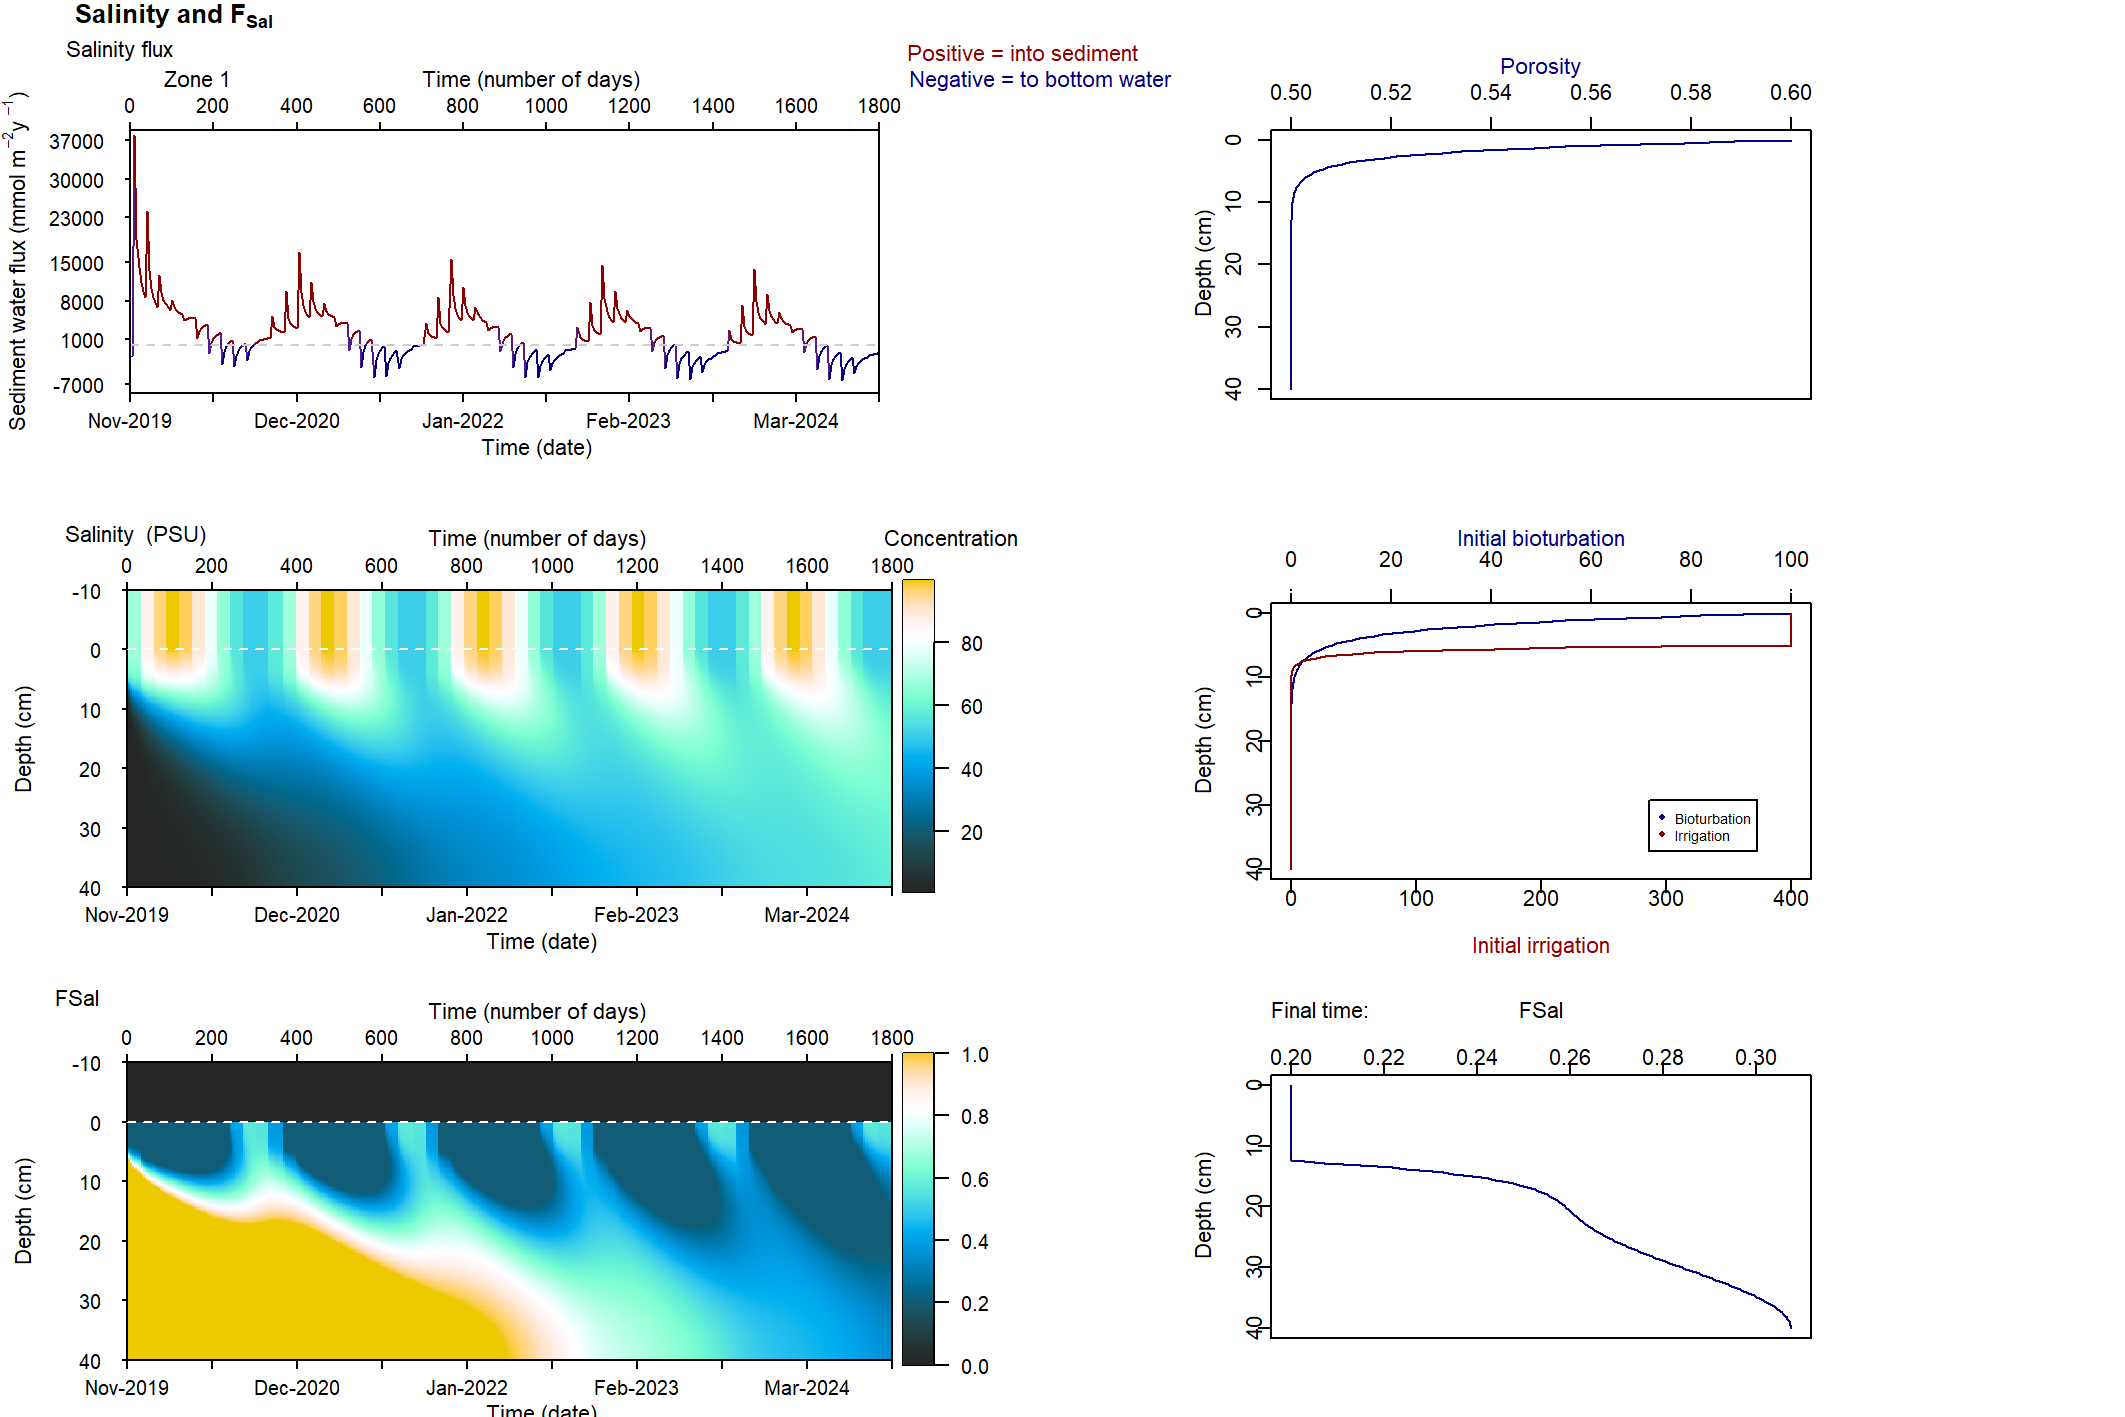 Salinity and FSal
Salinity flux
Positive = into sediment
Negative = to bottom water
Zone 1
Time (number of days)
0 200 400 600 800 1000 1200 1400 1600 1800
Sediment water flux (mmol m−2y −1)
37000
30000
23000
15000
8000
1000
-7000
Nov-2019 Dec-2020 Jan-2022 Feb-2023 Mar-2024
Time (date)
Porosity
0.50 0.52 0.54 0.56 0.58 0.60
Depth (cm)
0
10
20
30
40
Salinity (PSU)
Time (number of days)
Concentration
0 200 400 600 800 1000 1200 1400 1600 1800
Depth (cm)
-10
0
10
20
30
40
80
60
40
20
Nov-2019 Dec-2020 Jan-2022 Feb-2023 Mar-2024
Time (date)
Initial bioturbation
0 20 40 60 80 100
Depth (cm)
0
10
20
30
40
Bioturbation
Irrigation
0 100 200 300 400
Initial irrigation
FSal
Time (number of days)
0 200 400 600 800 1000 1200 1400 1600 1800
Depth (cm)
-10
0
10
20
30
40
1.0
0.8
0.6
0.4
0.2
0.0
Nov-2019 Dec-2020 Jan-2022 Feb-2023 Mar-2024
Time (date)
Final time: FSal
0.20 0.22 0.24 0.26 0.28 0.30
Depth (cm)
0
10
20
30
40